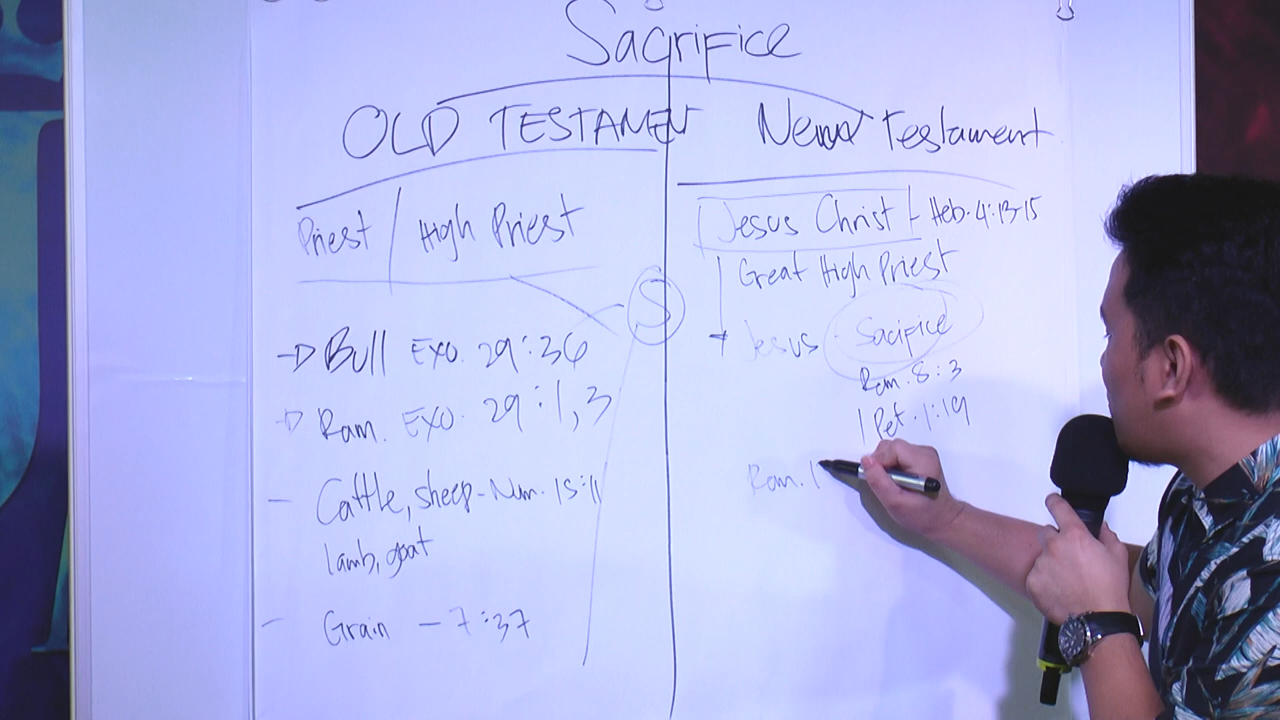 Sacrifice
OLD TESTAMENT
Priest / High Priest
S
Bull Exo. 29:36
Ram. Exo. 29:1,3
- Cattle, sheep - Num. 15:11
lamb, goat
- Grain - 7:37
New Testament
Jesus Christ - Heb. 4:13-15
Great High Priest
Jesus - Sacifice
Rom. 8:3
1 Pet. 1:19
Rom. 1